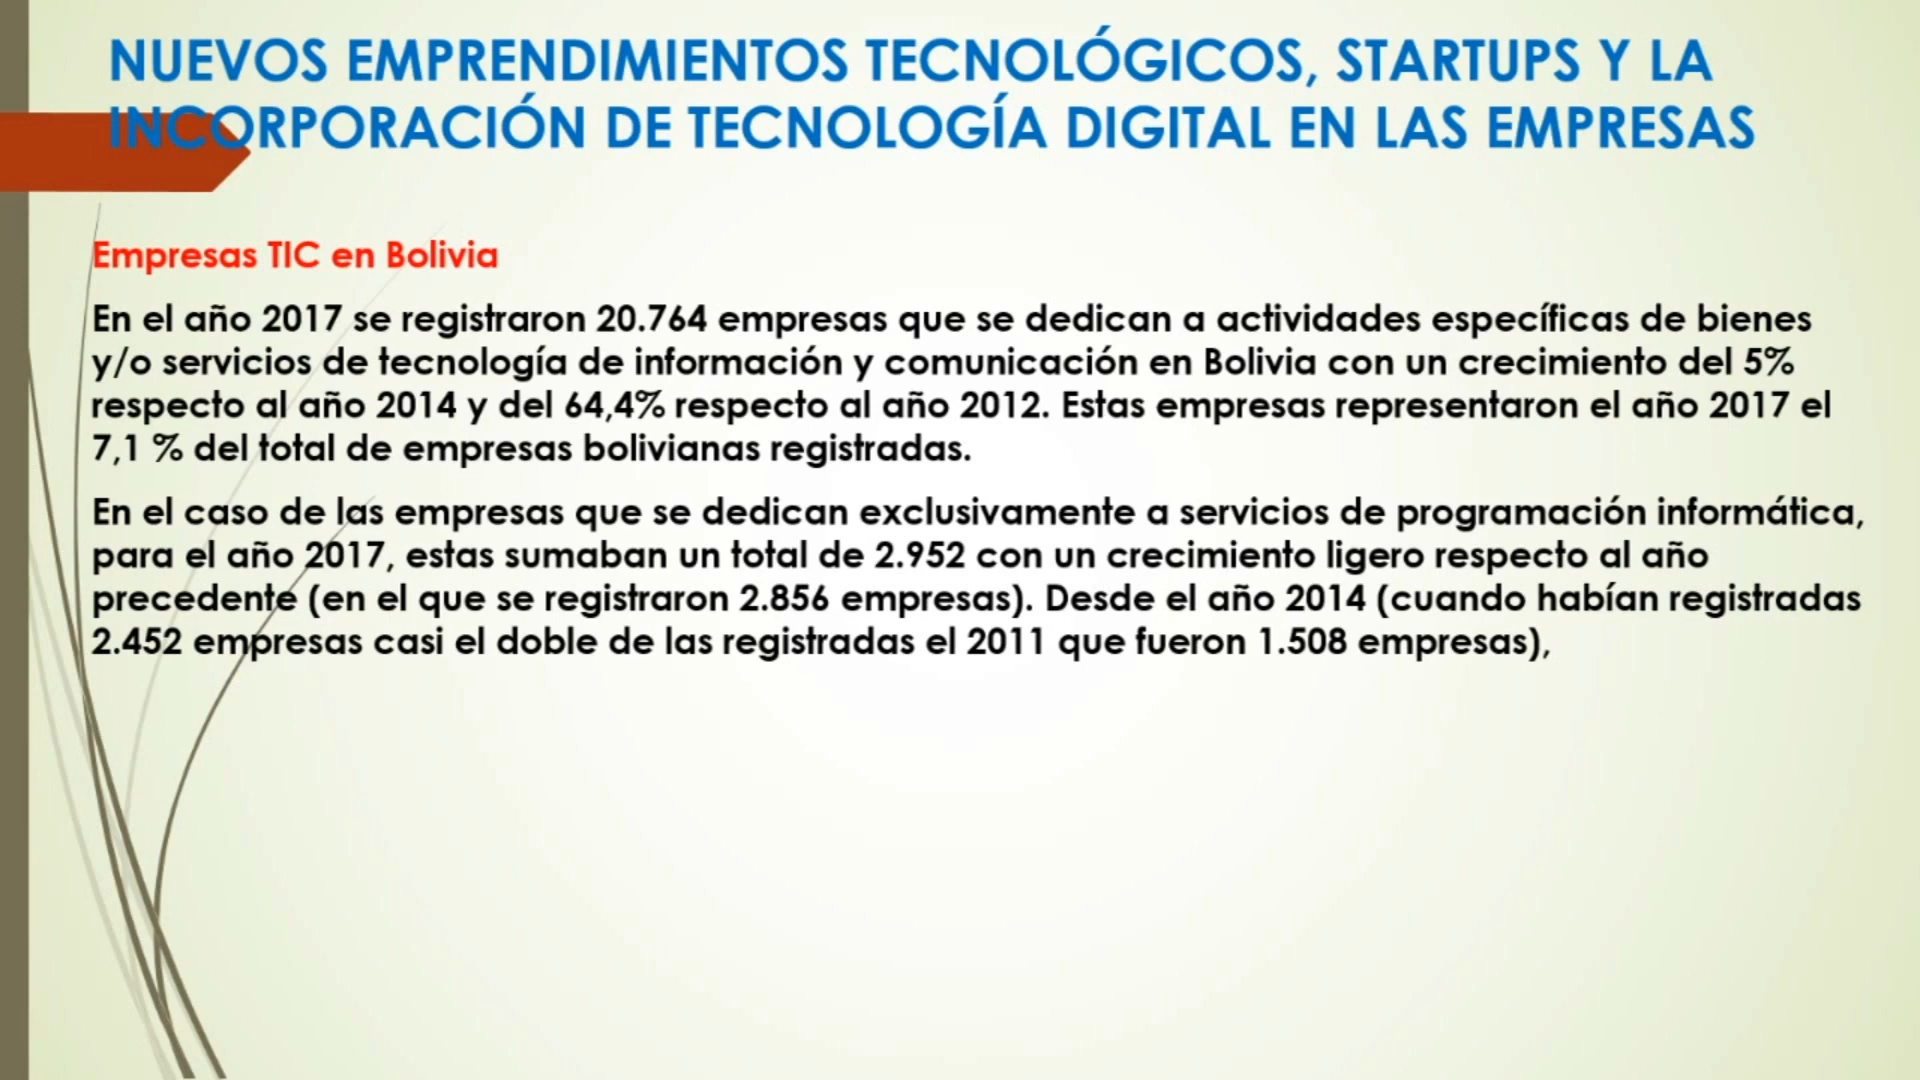 NUEVOS EMPRENDIMIENTOS TECNOLÓGICOS, STARTUPS Y LA
INCORPORACIÓN DE TECNOLOGÍA DIGITAL EN LAS EMPRESAS
Empresas TIC en Bolivia
En el año 2017 se registraron 20.764 empresas que se dedican a actividades específicas de bienes
y/o servicios de tecnología de información y comunicación en Bolivia con un crecimiento del 5%
respecto al año 2014 y del 64,4% respecto al año 2012. Estas empresas representaron el año 2017 el
7,1 % del total de empresas bolivianas registradas.
En el caso de las empresas que se dedican exclusivamente a servicios de programación informática,
para el año 2017, estas sumaban un total de 2.952 con un crecimiento ligero respecto al año
precedente (en el que se registraron 2.856 empresas). Desde el año 2014 (cuando habían registradas
2.452 empresas casi el doble de las registradas el 2011 que fueron 1.508 empresas),